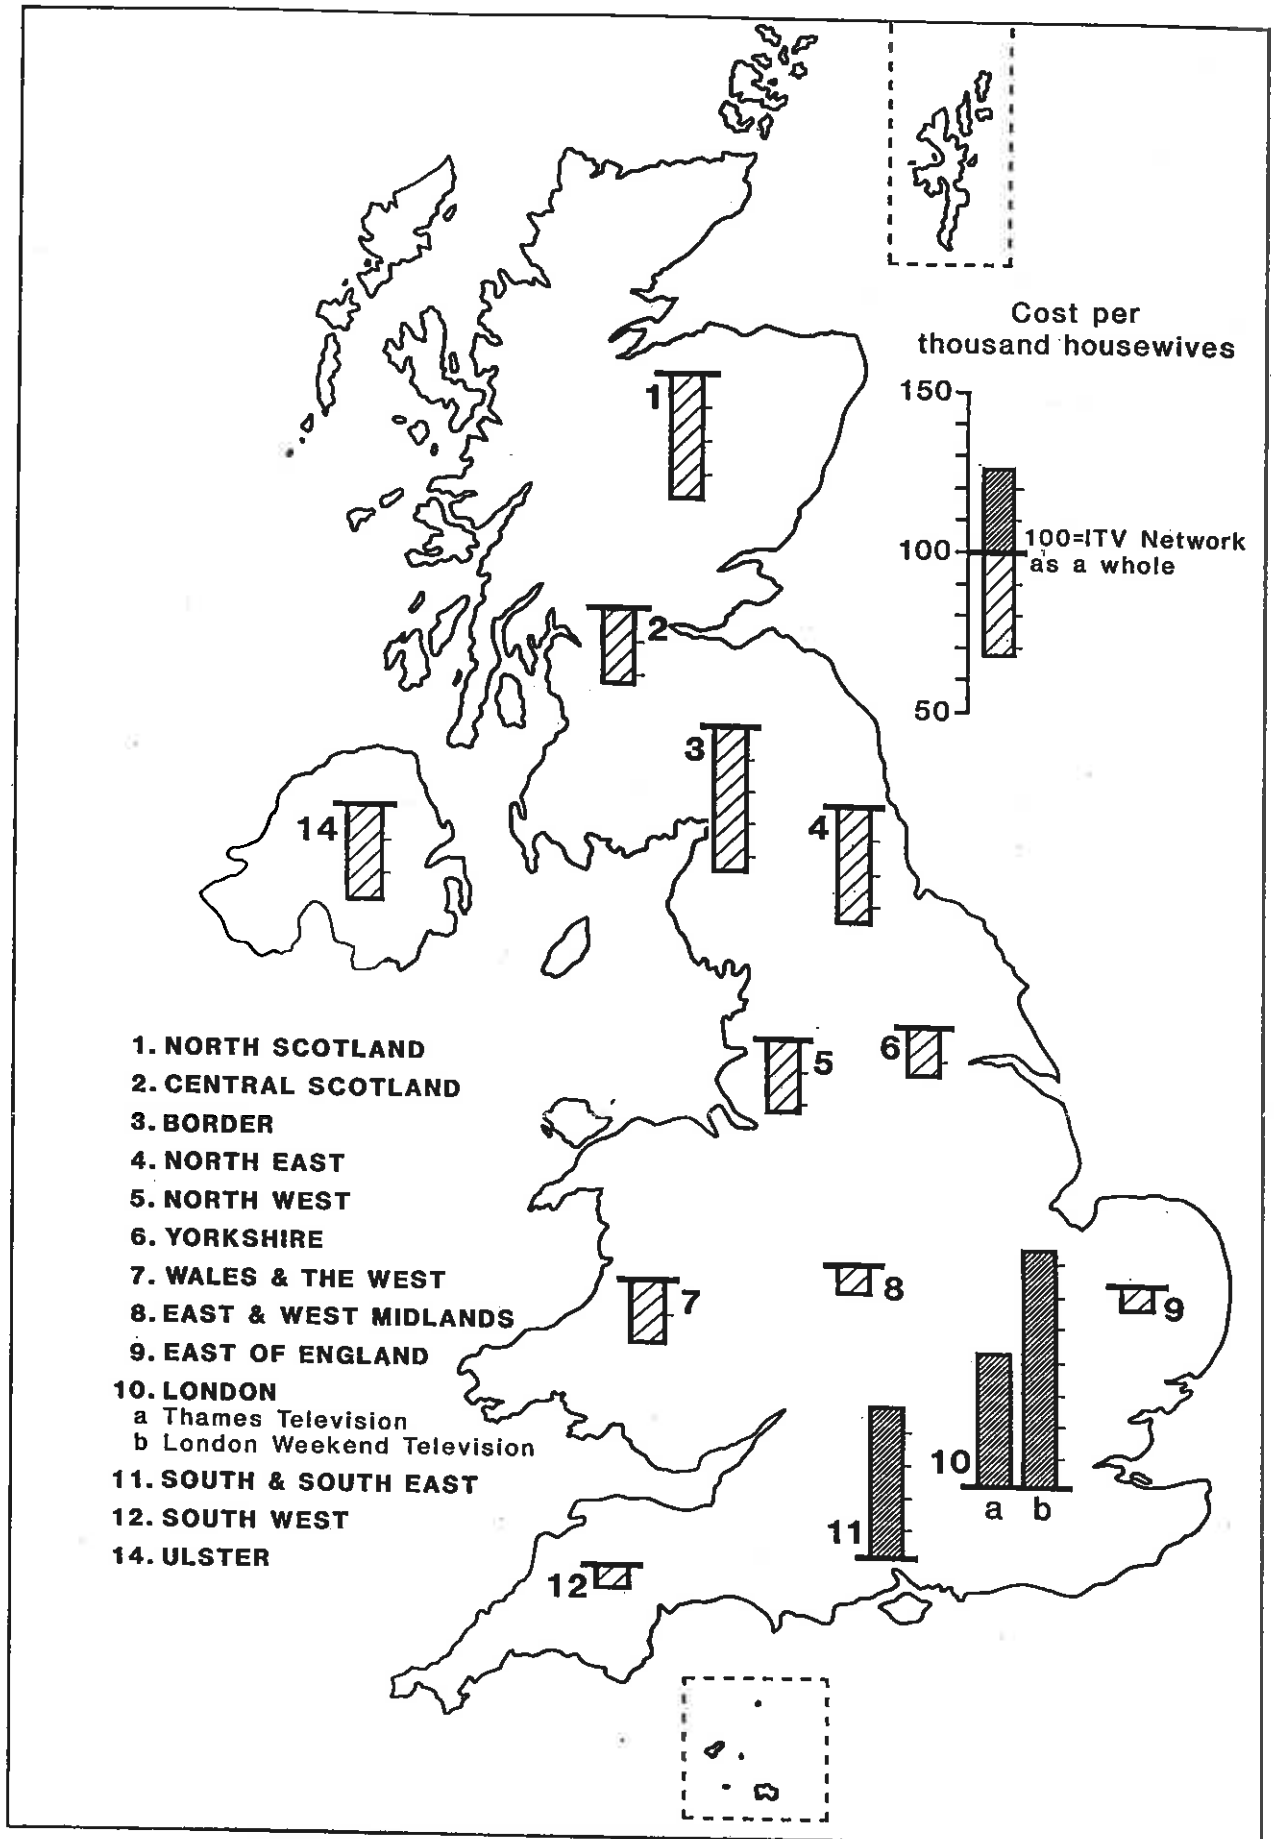 Cost per
thousand housewives
150
100
50
100=ITV Network
as a whole
1
2
3
4
14
5
6
7
8
9
10
a b
11
12
1. NORTH SCOTLAND
2. CENTRAL SCOTLAND
3. BORDER
4. NORTH EAST
5. NORTH WEST
6. YORKSHIRE
7. WALES & THE WEST
8. EAST & WEST MIDLANDS
9. EAST OF ENGLAND
10. LONDON
a Thames Television
b London Weekend Television
11. SOUTH & SOUTH EAST
12. SOUTH WEST
14. ULSTER